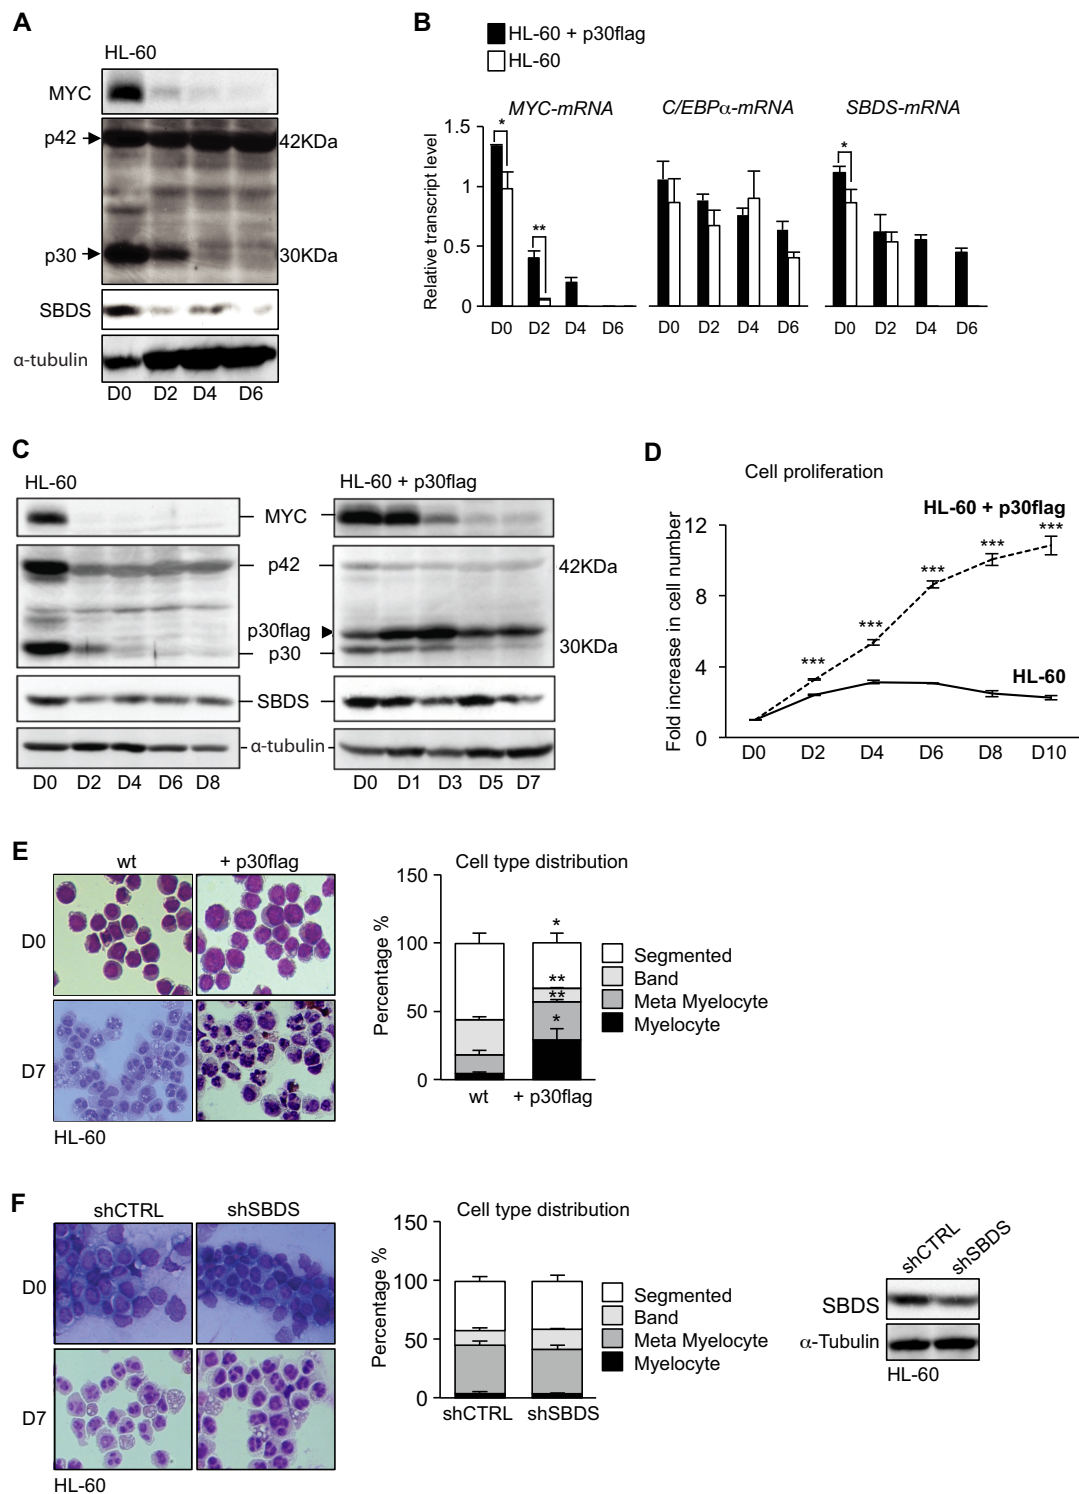 A
HL-60
MYC
p42
42KDa
p30
30KDa
SBDS
α-tubulin
D0 D2 D4 D6
B
HL-60 + p30flag
HL-60
MYC-mRNA C/EBPα-mRNA SBDS-mRNA
Relative transcript level
1.5
1
0.5
0
* ** *
D0 D2 D4 D6 D0 D2 D4 D6 D0 D2 D4 D6
C
HL-60 HL-60 + p30flag
MYC
p42 42KDa
p30flag
p30 30KDa
SBDS
α-tubulin
D0 D2 D4 D6 D8 D0 D1 D3 D5 D7
D
Cell proliferation
Fold increase in cell number
12
8
4
0
HL-60 + p30flag
*** *** *** *** ***
HL-60
D0 D2 D4 D6 D8 D10
E
wt + p30flag
D0
D7
HL-60
Cell type distribution
Percentage %
150
100
50
0
*
**
**
*
Segmented
Band
Meta Myelocyte
Myelocyte
wt + p30flag
F
shCTRL shSBDS
D0
D7
HL-60
Cell type distribution
Percentage %
150
100
50
0
Segmented
Band
Meta Myelocyte
Myelocyte
shCTRL shSBDS
shCTRL shSBDS
SBDS
α-Tubulin
HL-60